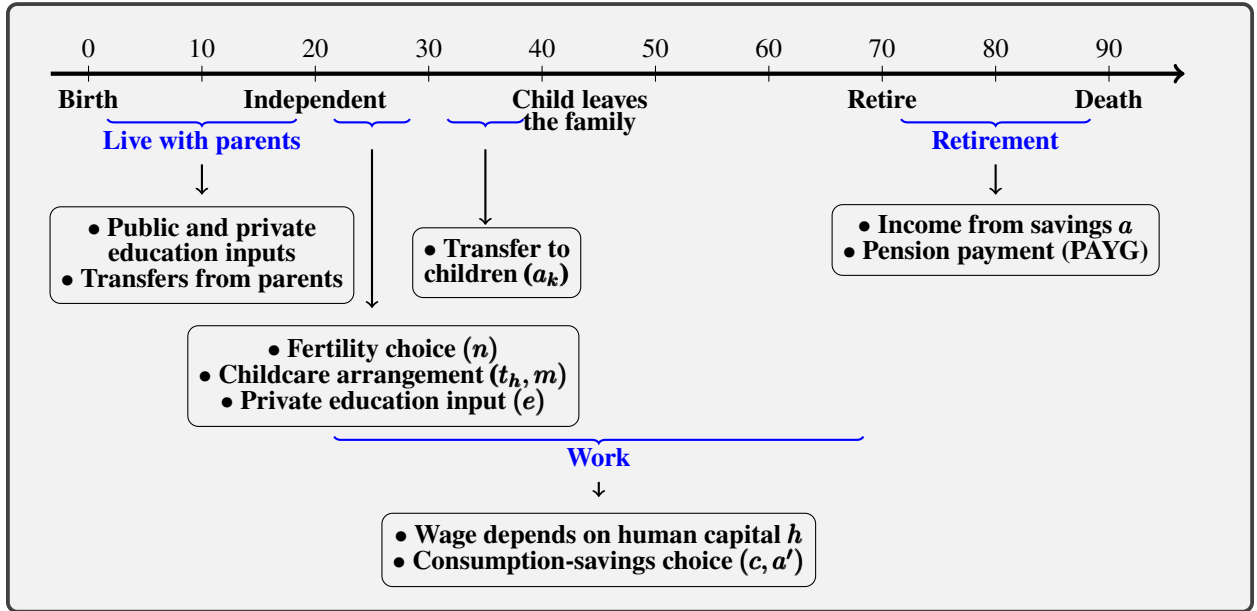 0 10 20 30 40 50 60 70 80 90
Birth Independent Child leaves Retire Death
the family
Live with parents Retirement
• Public and private
education inputs
• Transfers from parents
• Transfer to
children (a_k)
• Income from savings a
• Pension payment (PAYG)
• Fertility choice (n)
• Childcare arrangement (t_h, m)
• Private education input (e)
Work
• Wage depends on human capital h
• Consumption-savings choice (c, a′)